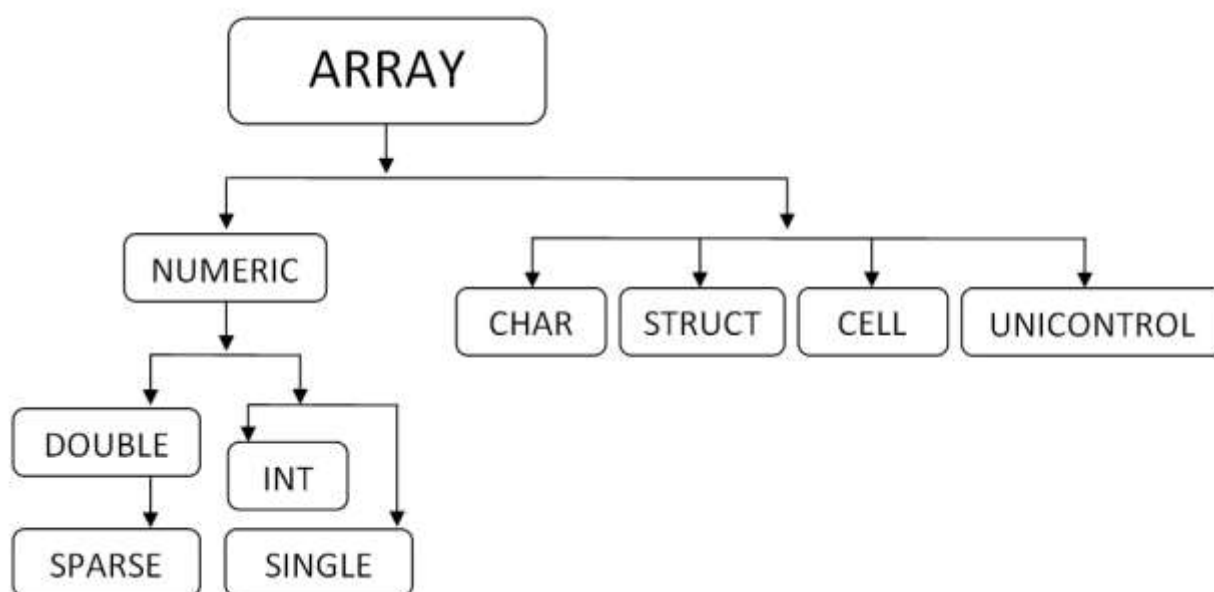 ARRAY
NUMERIC
CHAR
STRUCT
CELL
UNICONTROL
DOUBLE
INT
SPARSE
SINGLE